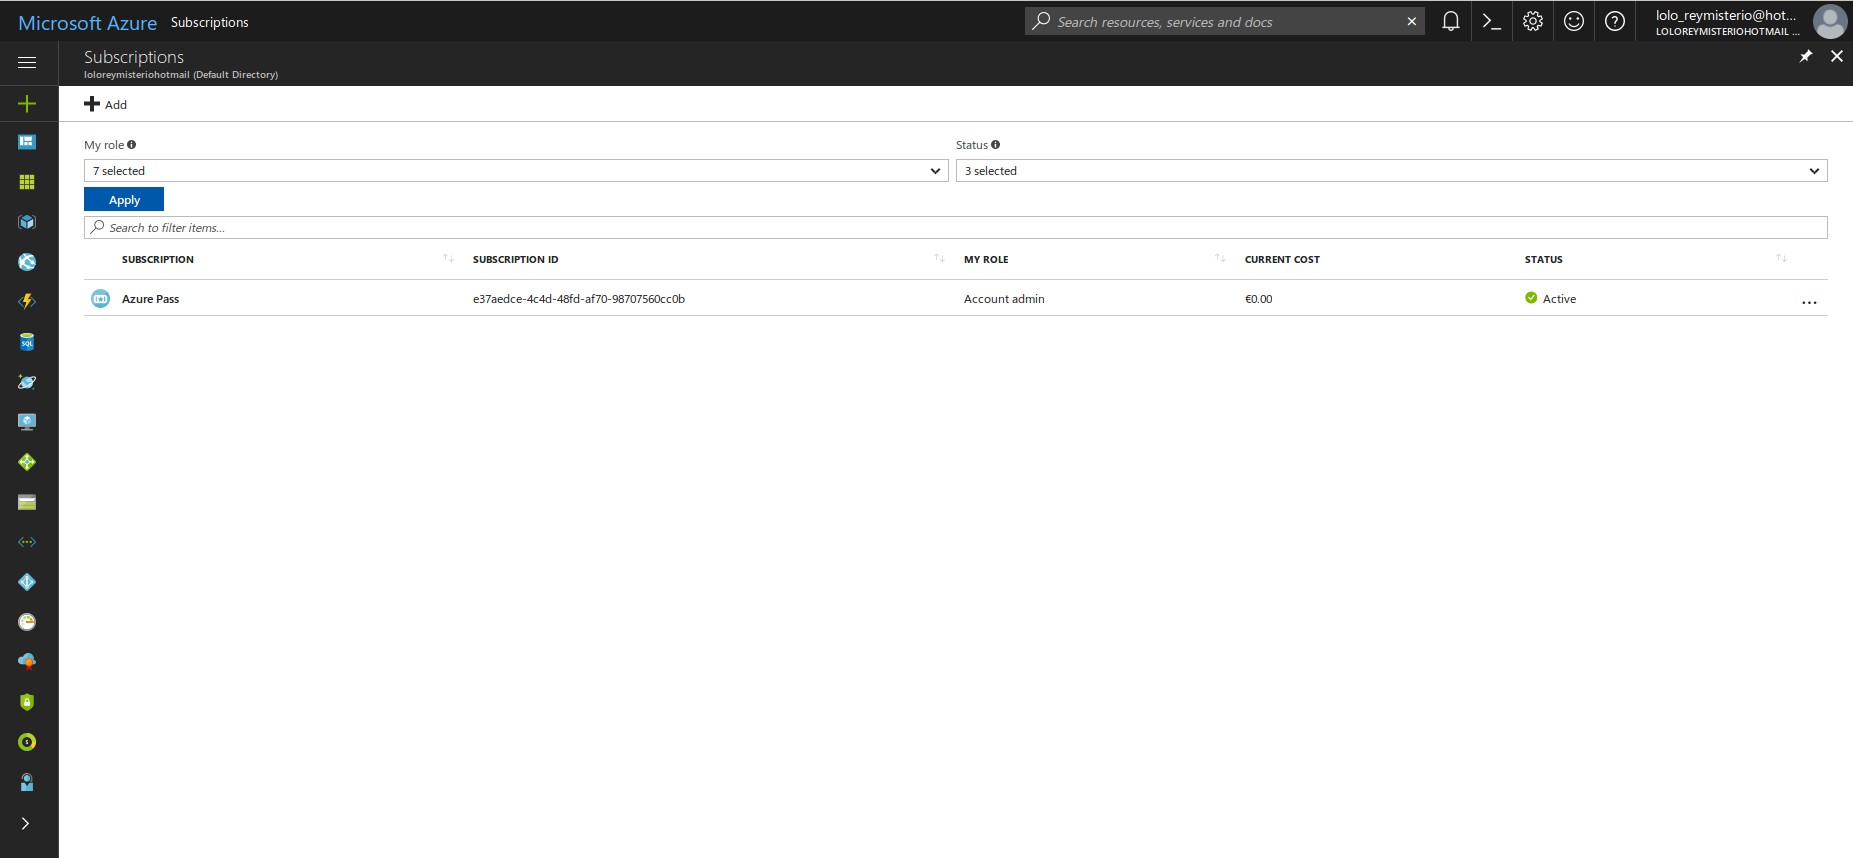 Microsoft Azure Subscriptions
Search resources, services and docs
lolo_reymisterio@hot...
LOLOREYMISTERIOHOTMAIL ...
Subscriptions
loloreymisteriohotmail (Default Directory)
Add
My role
Status
7 selected
3 selected
Apply
Search to filter items...
SUBSCRIPTION SUBSCRIPTION ID MY ROLE CURRENT COST STATUS
Azure Pass e37aedce-4c4d-48fd-af70-98707560cc0b Account admin €0.00 Active ...
SQL